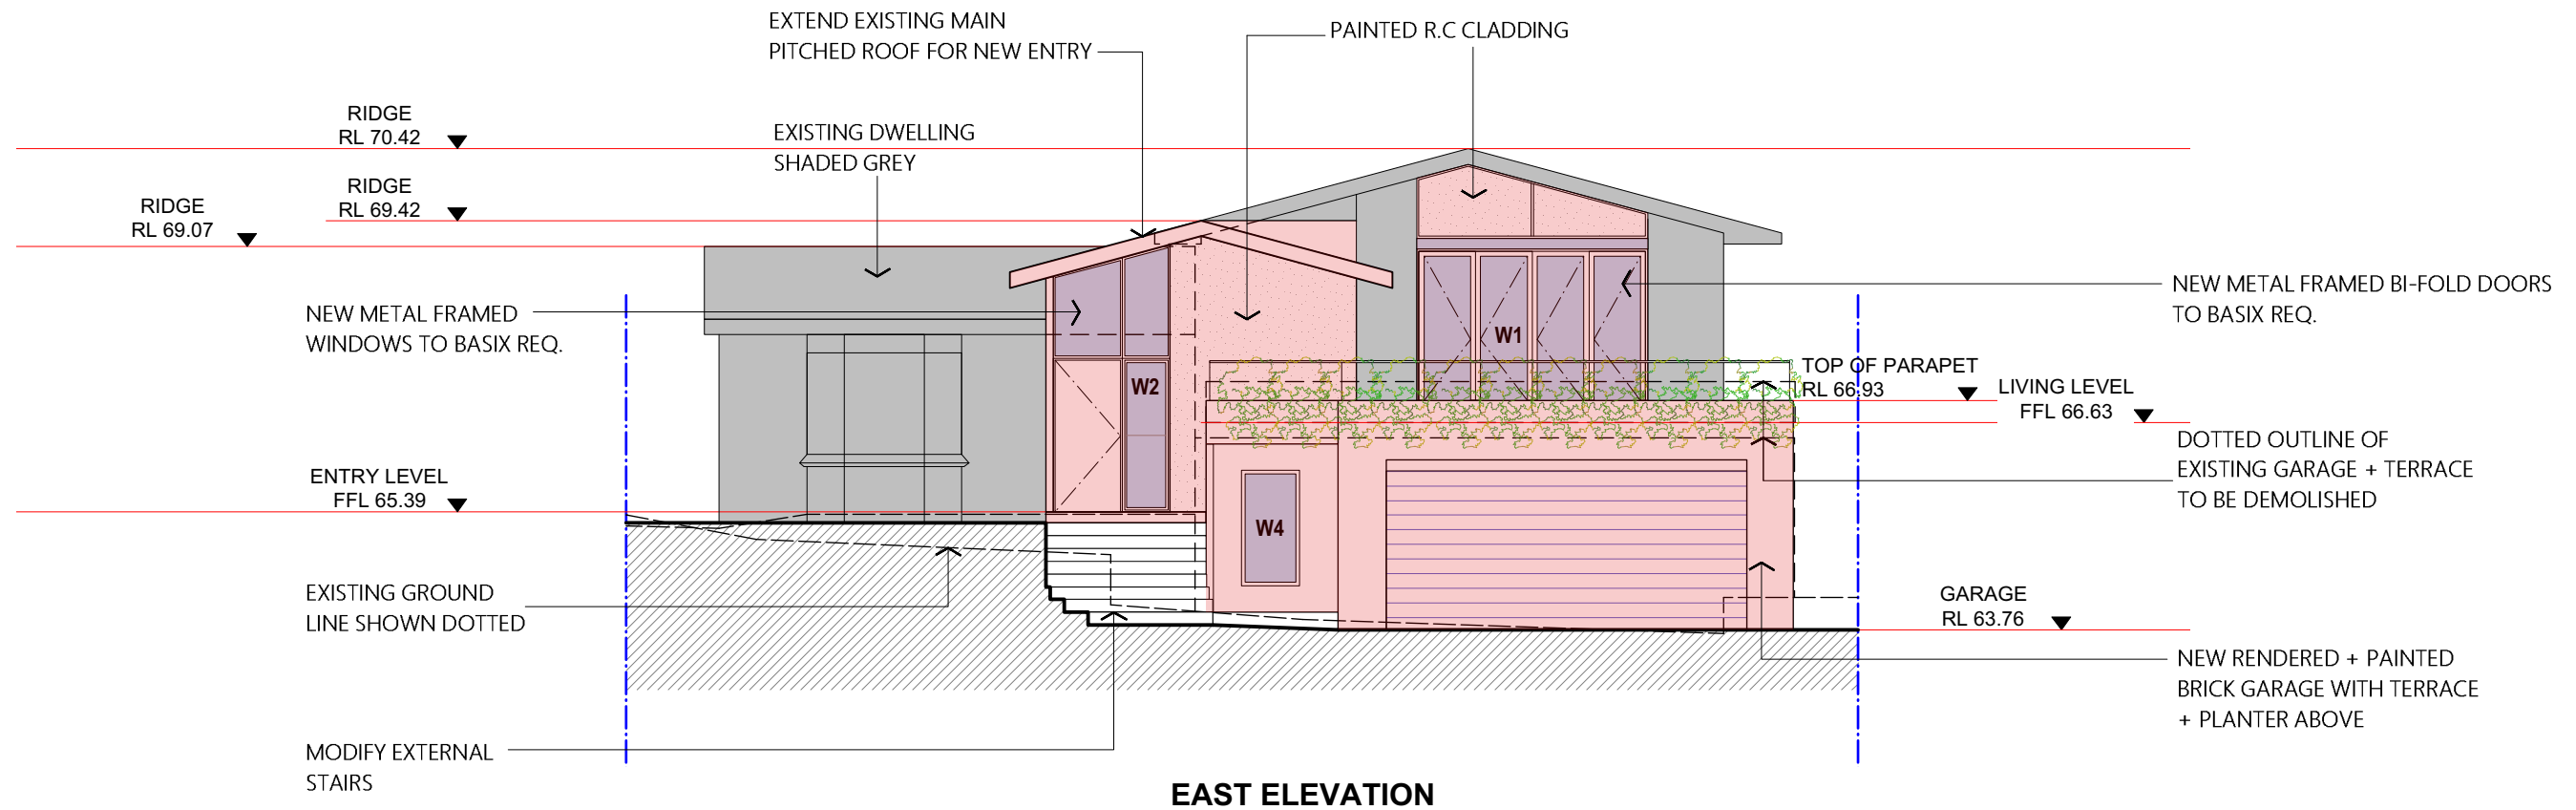 EXTEND EXISTING MAIN
PITCHED ROOF FOR NEW ENTRY
PAINTED R.C CLADDING
RIDGE
RL 70.42
EXISTING DWELLING
SHADED GREY
RIDGE
RL 69.42
RIDGE
RL 69.07
NEW METAL FRAMED
WINDOWS TO BASIX REQ.
NEW METAL FRAMED BI-FOLD DOORS
TO BASIX REQ.
W1
W2
TOP OF PARAPET
RL 66.93
LIVING LEVEL
FFL 66.63
DOTTED OUTLINE OF
EXISTING GARAGE + TERRACE
TO BE DEMOLISHED
ENTRY LEVEL
FFL 65.39
W4
EXISTING GROUND
LINE SHOWN DOTTED
GARAGE
RL 63.76
NEW RENDERED + PAINTED
BRICK GARAGE WITH TERRACE
+ PLANTER ABOVE
MODIFY EXTERNAL
STAIRS
EAST ELEVATION